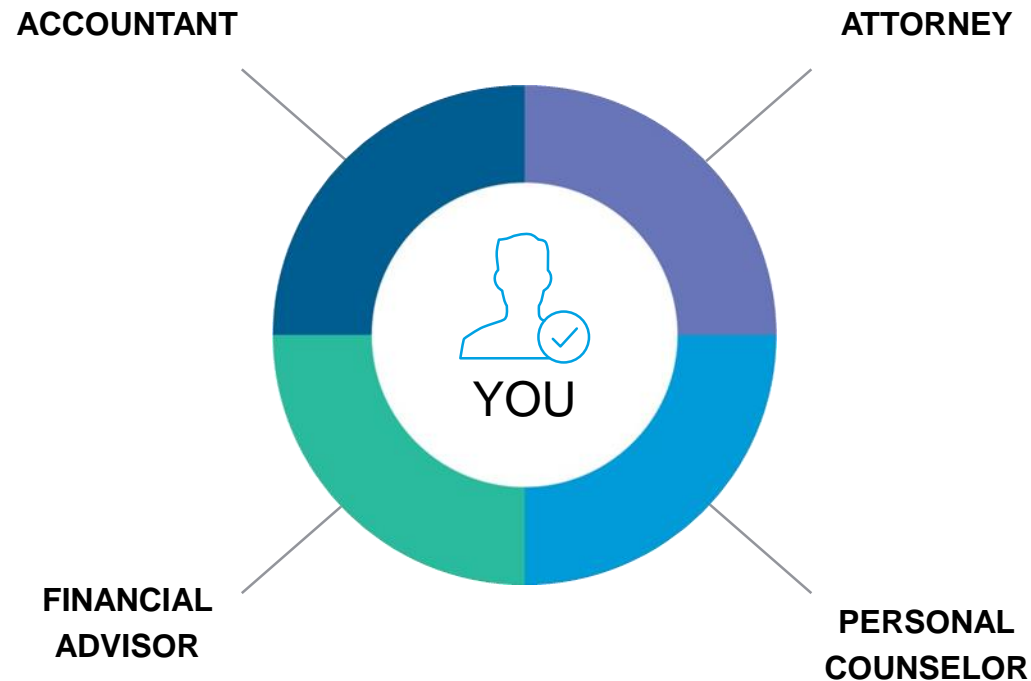 ACCOUNTANT
ATTORNEY
YOU
FINANCIAL
ADVISOR
PERSONAL
COUNSELOR